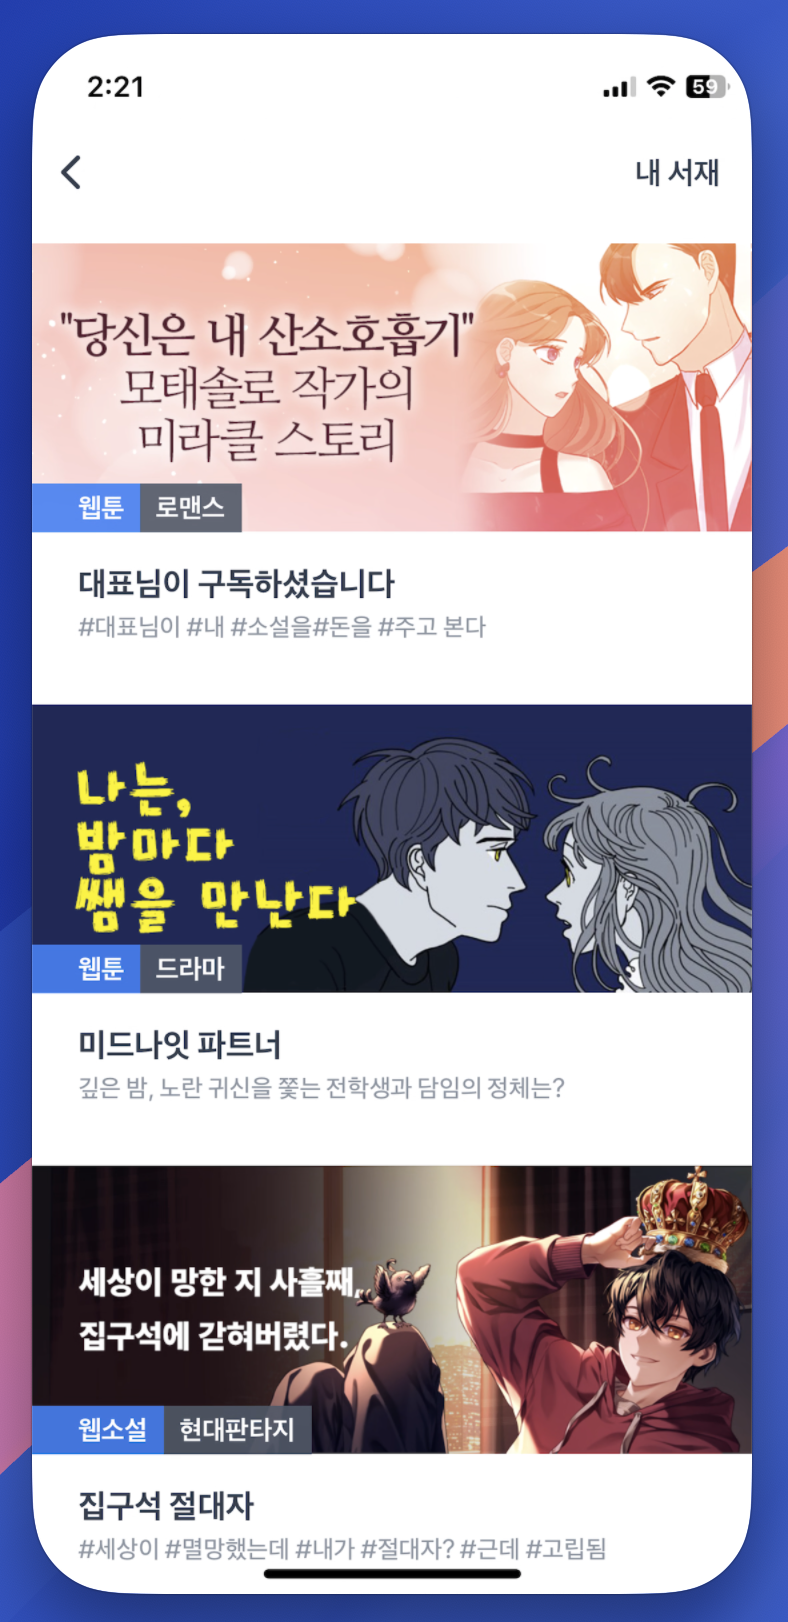 2:21
59
내 서재
"당신은 내 산소호흡기"
모태솔로 작가의
미라클 스토리
웹툰 로맨스
대표님이 구독하셨습니다
#대표님이 #내 #소설을#돈을 #주고 본다
나는,
밤마다
쌤을 만난다
웹툰 드라마
미드나잇 파트너
깊은 밤, 노란 귀신을 쫓는 전학생과 담임의 정체는?
세상이 망한 지 사흘째,
집구석에 갇혀버렸다.
웹소설 현대판타지
집구석 절대자
#세상이 #멸망했는데 #내가 #절대자? #근데 #고립됨